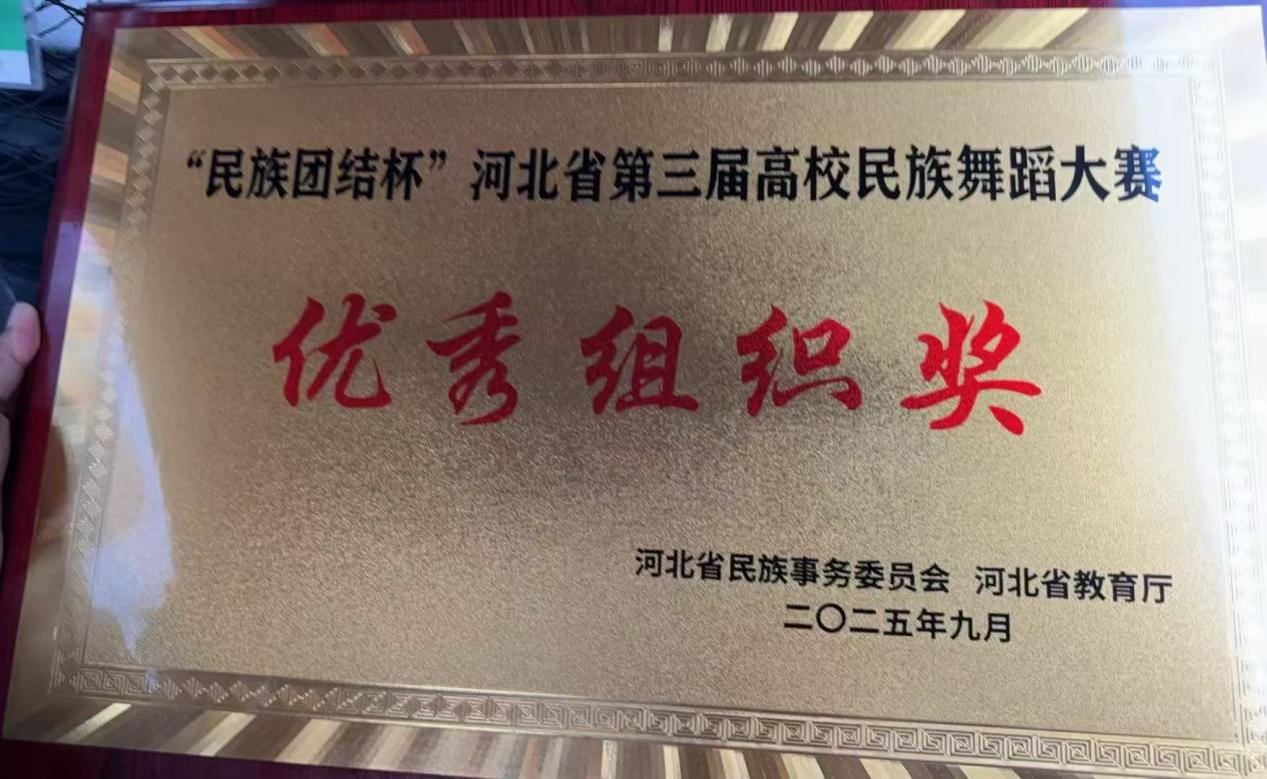 “民族团结杯”河北省第三届高校民族舞蹈大赛
优秀组织奖
河北省民族事务委员会 河北省教育厅
二〇二五年九月